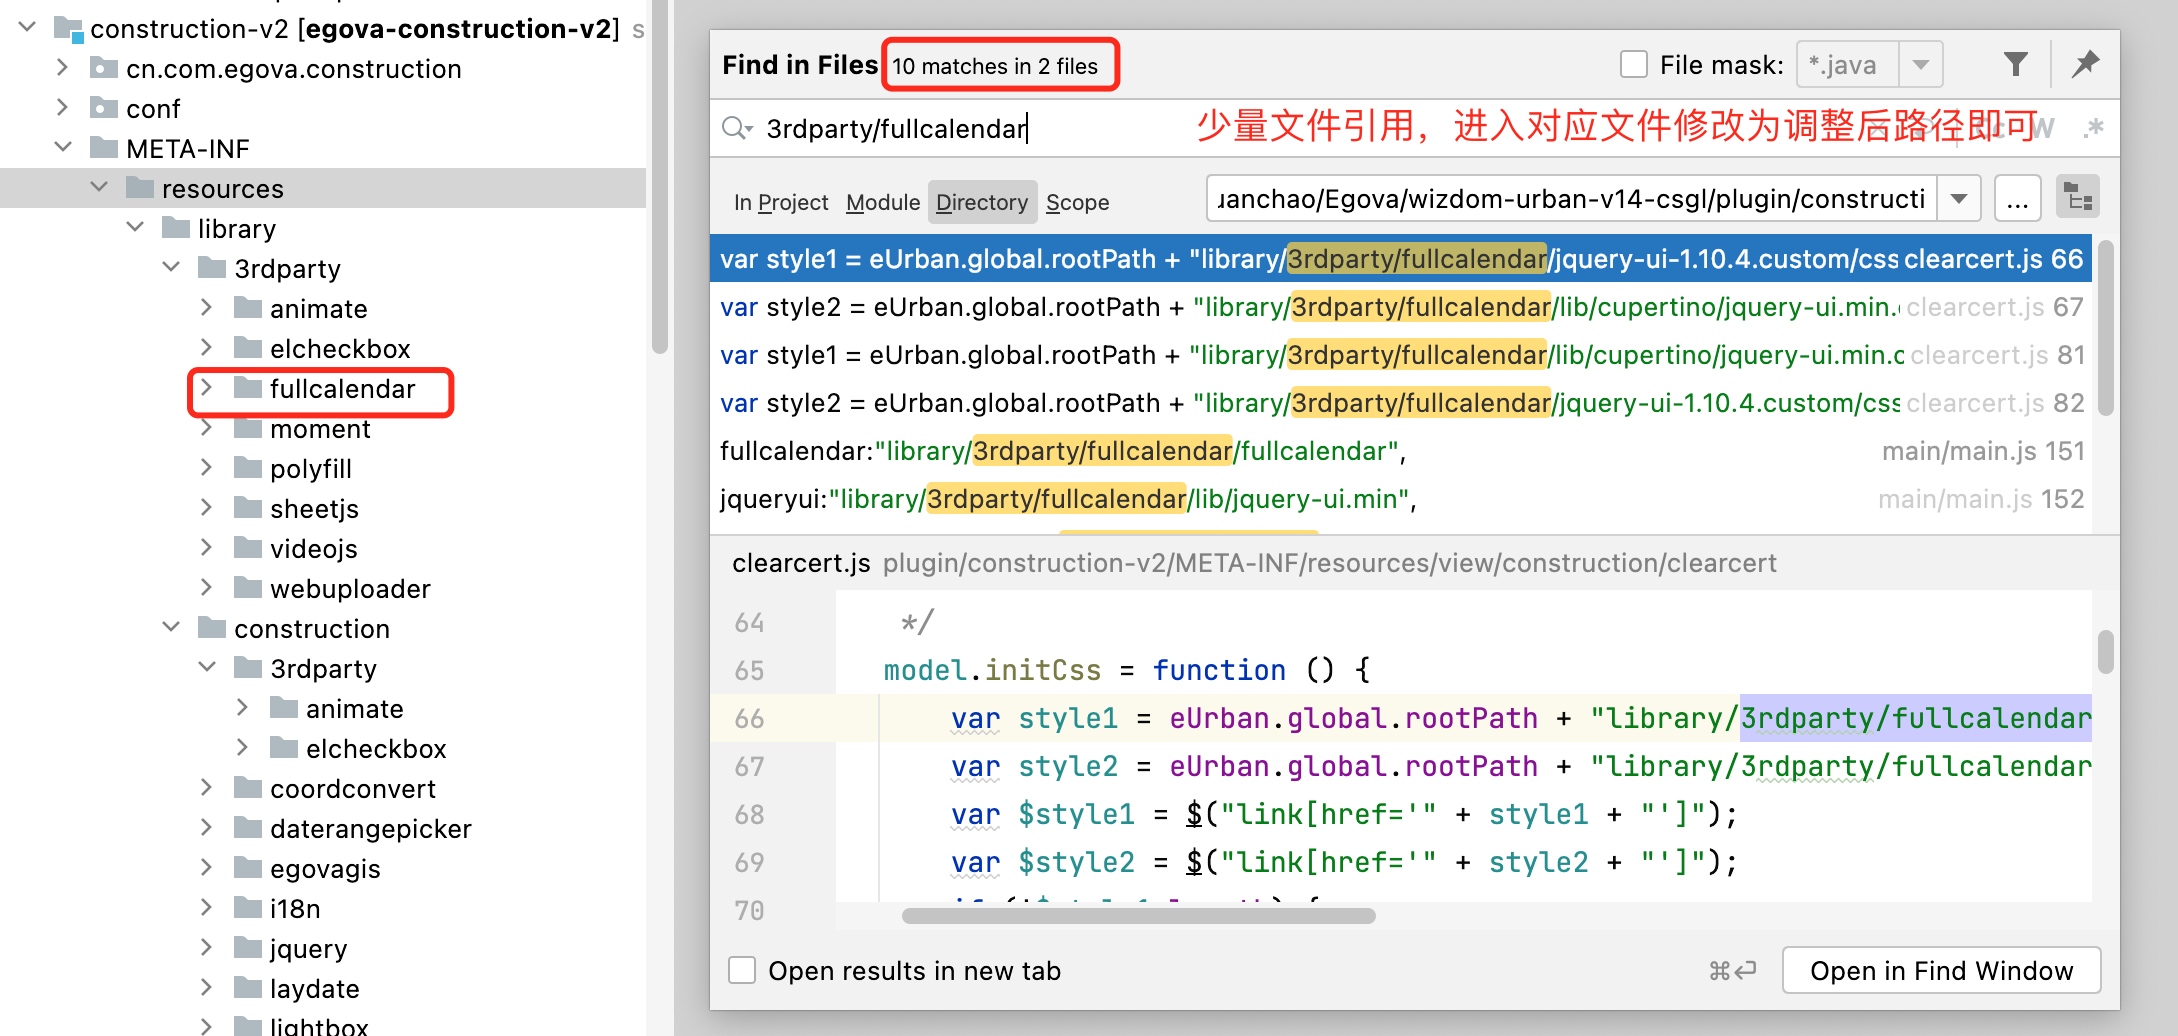 construction-v2 [egova-construction-v2] s
cn.com.egova.construction
conf
META-INF
resources
library
3rdparty
animate
elcheckbox
fullcalendar
moment
polyfill
sheetjs
videojs
webuploader
construction
3rdparty
animate
elcheckbox
coordconvert
daterangepicker
egovagis
i18n
jquery
laydate
lightbox
Find in Files 10 matches in 2 files
File mask: *.java
3rdparty/fullcalendar
少量文件引用，进入对应文件修改为调整后路径即可
W .*
In Project Module Directory Scope
uanchao/Egova/wizdom-urban-v14-csgl/plugin/constructi
...
var style1 = eUrban.global.rootPath + "library/3rdparty/fullcalendar/jquery-ui-1.10.4.custom/css clearcert.js 66
var style2 = eUrban.global.rootPath + "library/3rdparty/fullcalendar/lib/cupertino/jquery-ui.min. clearcert.js 67
var style1 = eUrban.global.rootPath + "library/3rdparty/fullcalendar/lib/cupertino/jquery-ui.min.c clearcert.js 81
var style2 = eUrban.global.rootPath + "library/3rdparty/fullcalendar/jquery-ui-1.10.4.custom/css clearcert.js 82
fullcalendar:"library/3rdparty/fullcalendar/fullcalendar", main/main.js 151
jqueryui:"library/3rdparty/fullcalendar/lib/jquery-ui.min", main/main.js 152
clearcert.js plugin/construction-v2/META-INF/resources/view/construction/clearcert
64 */
65 model.initCss = function () {
66 var style1 = eUrban.global.rootPath + "library/3rdparty/fullcalendar
67 var style2 = eUrban.global.rootPath + "library/3rdparty/fullcalendar
68 var $style1 = $("link[href='" + style1 + "']");
69 var $style2 = $("link[href='" + style2 + "']");
70
Open results in new tab
⌘↩ Open in Find Window